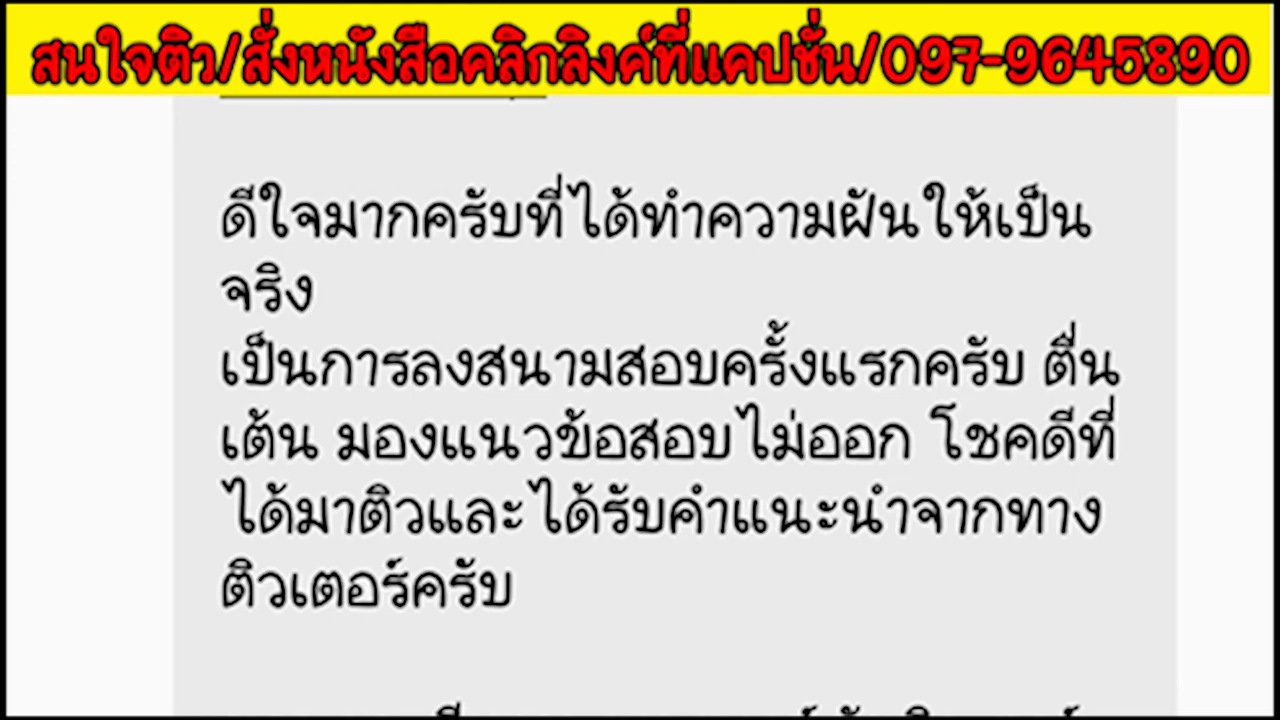 สนใจติว/สั่งหนังสือคลิกลิงค์ที่แคปชั่น/097-9645890
ดีใจมากครับที่ได้ทำความฝันให้เป็น
จริง
เป็นการลงสนามสอบครั้งแรกครับ ตื่น
เต้น มองแนวข้อสอบไม่ออก โชคดีที่
ได้มาติวและได้รับคำแนะนำจากทาง
ติวเตอร์ครับ